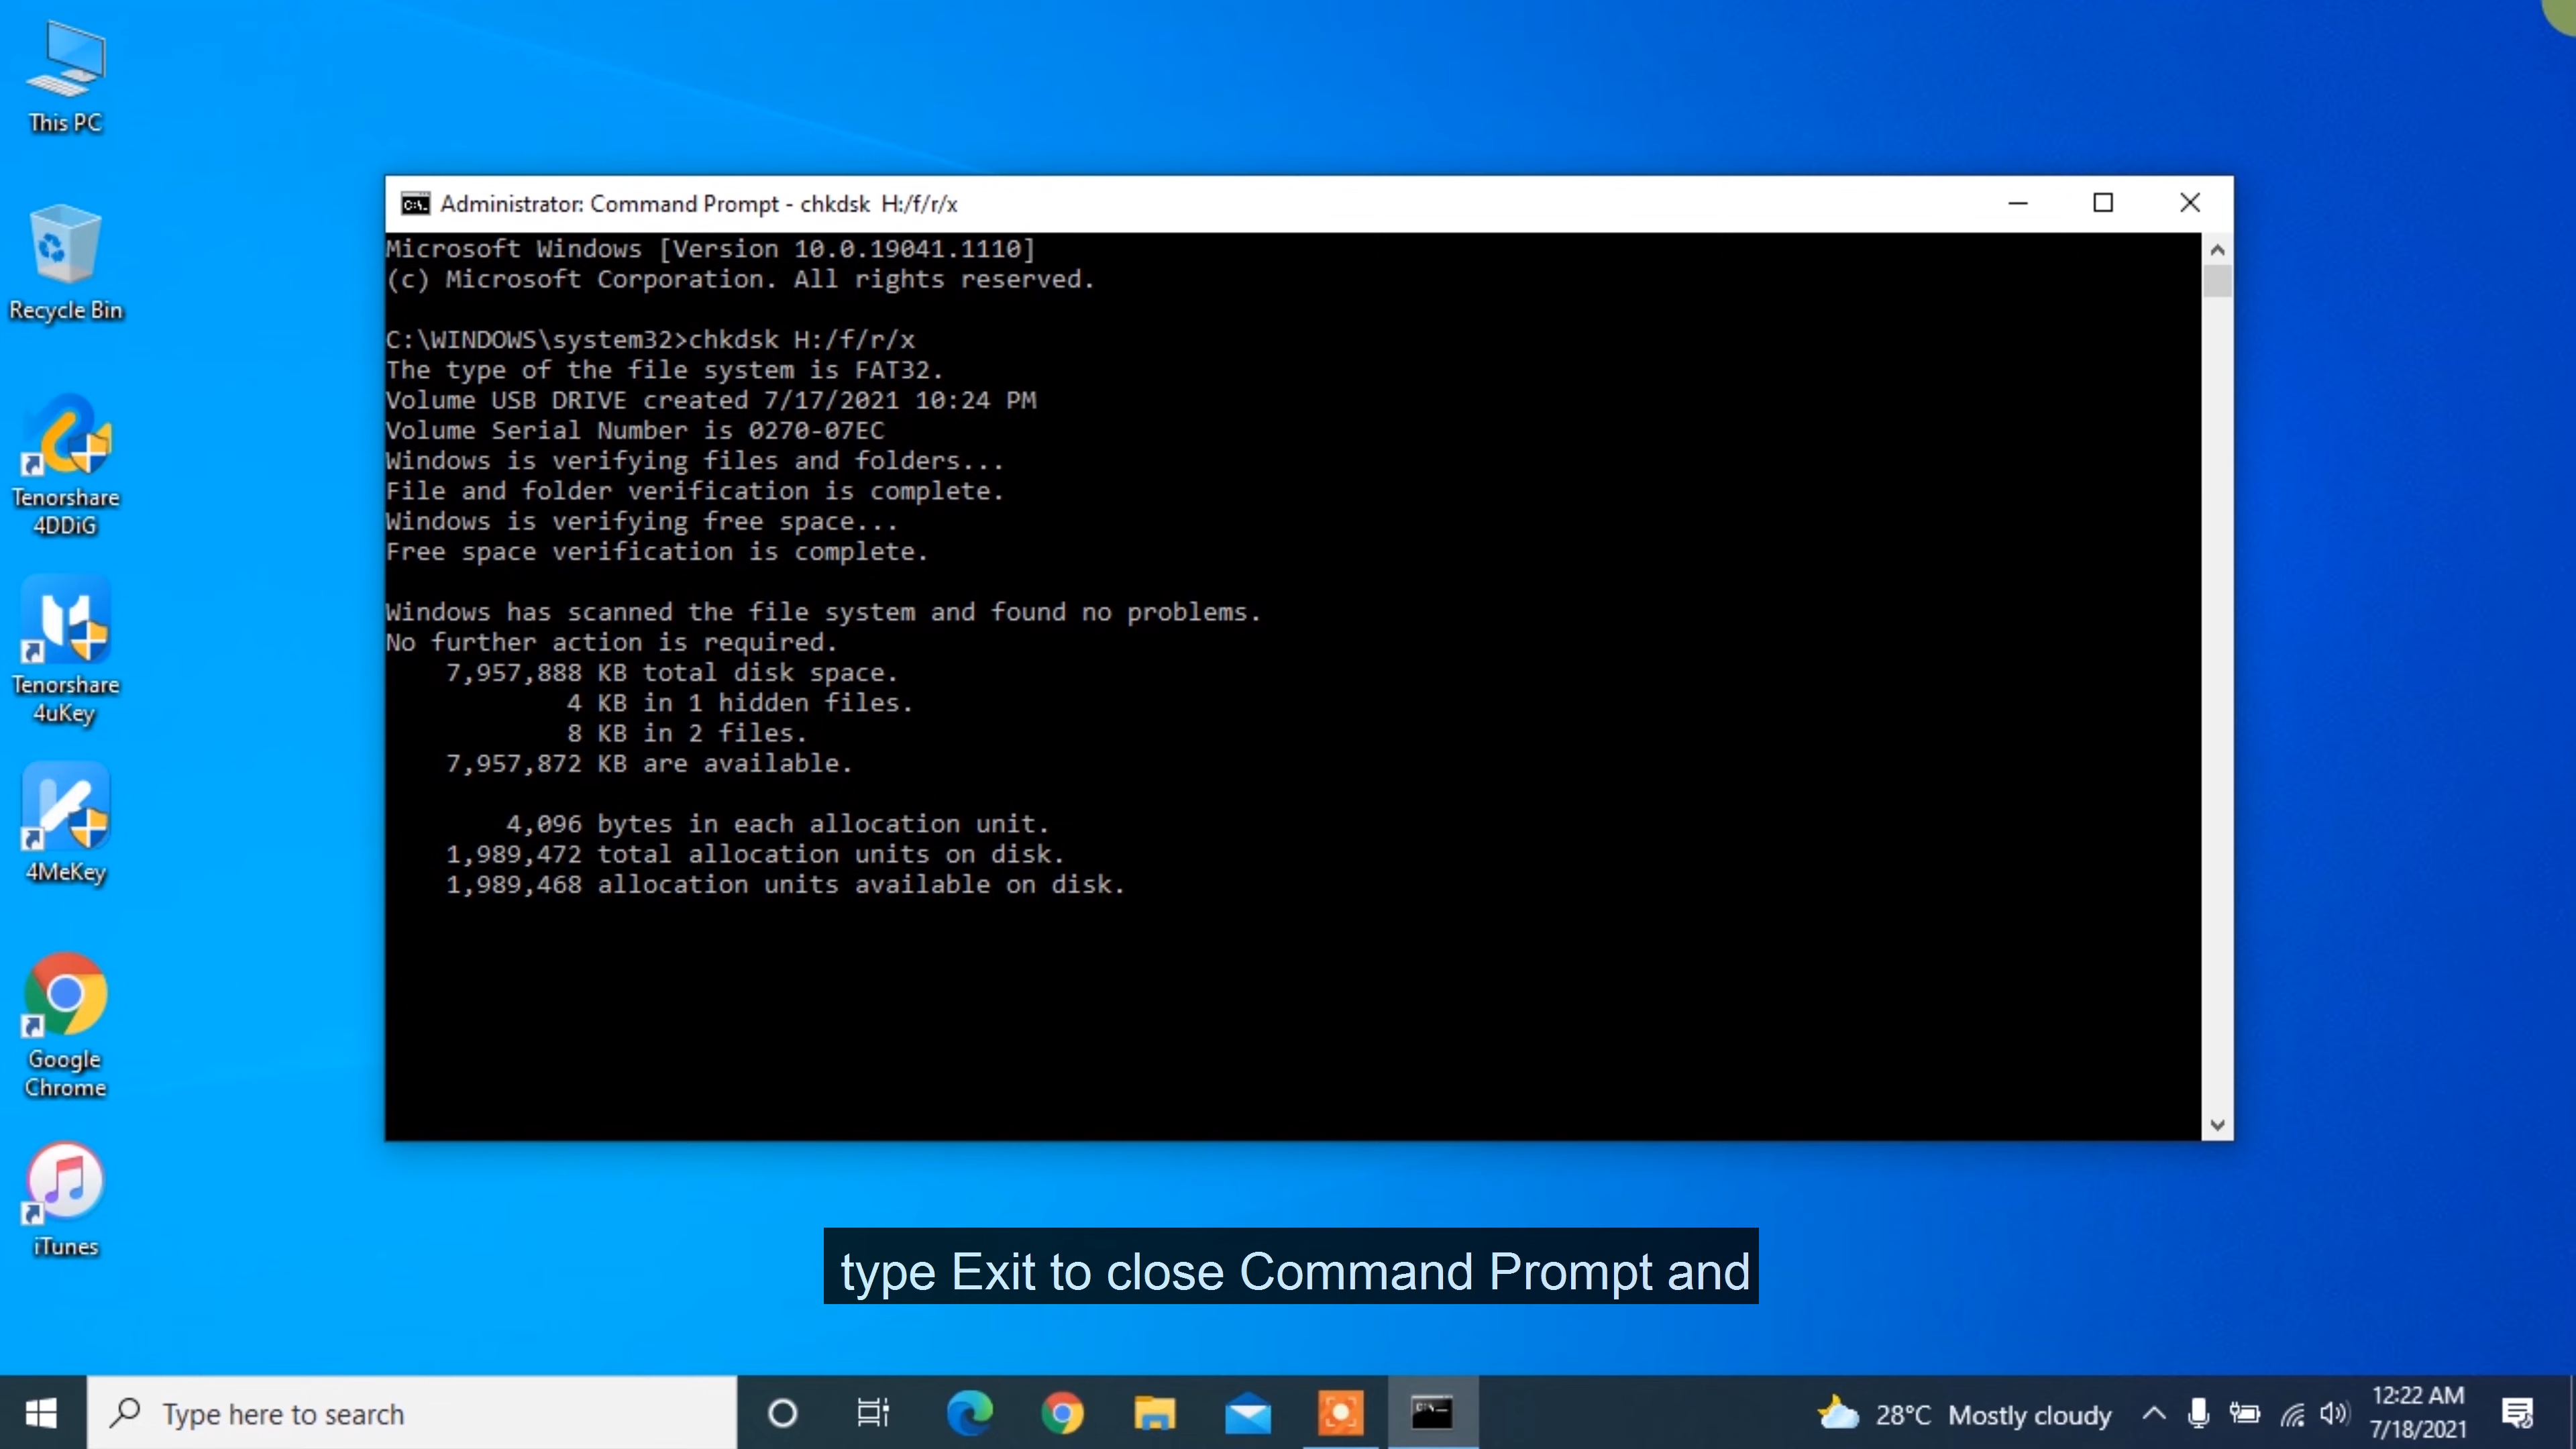 This PC
Recycle Bin
Tenorshare
4DDiG
Tenorshare
4uKey
4MeKey
Google
Chrome
iTunes
Administrator: Command Prompt - chkdsk  H:/f/r/x
Microsoft Windows [Version 10.0.19041.1110]
(c) Microsoft Corporation. All rights reserved.
C:\WINDOWS\system32>chkdsk H:/f/r/x
The type of the file system is FAT32.
Volume USB DRIVE created 7/17/2021 10:24 PM
Volume Serial Number is 0270-07EC
Windows is verifying files and folders...
File and folder verification is complete.
Windows is verifying free space...
Free space verification is complete.
Windows has scanned the file system and found no problems.
No further action is required.
7,957,888 KB total disk space.
4 KB in 1 hidden files.
8 KB in 2 files.
7,957,872 KB are available.
4,096 bytes in each allocation unit.
1,989,472 total allocation units on disk.
1,989,468 allocation units available on disk.
type Exit to close Command Prompt and
Type here to search
28°C Mostly cloudy
12:22 AM
7/18/2021